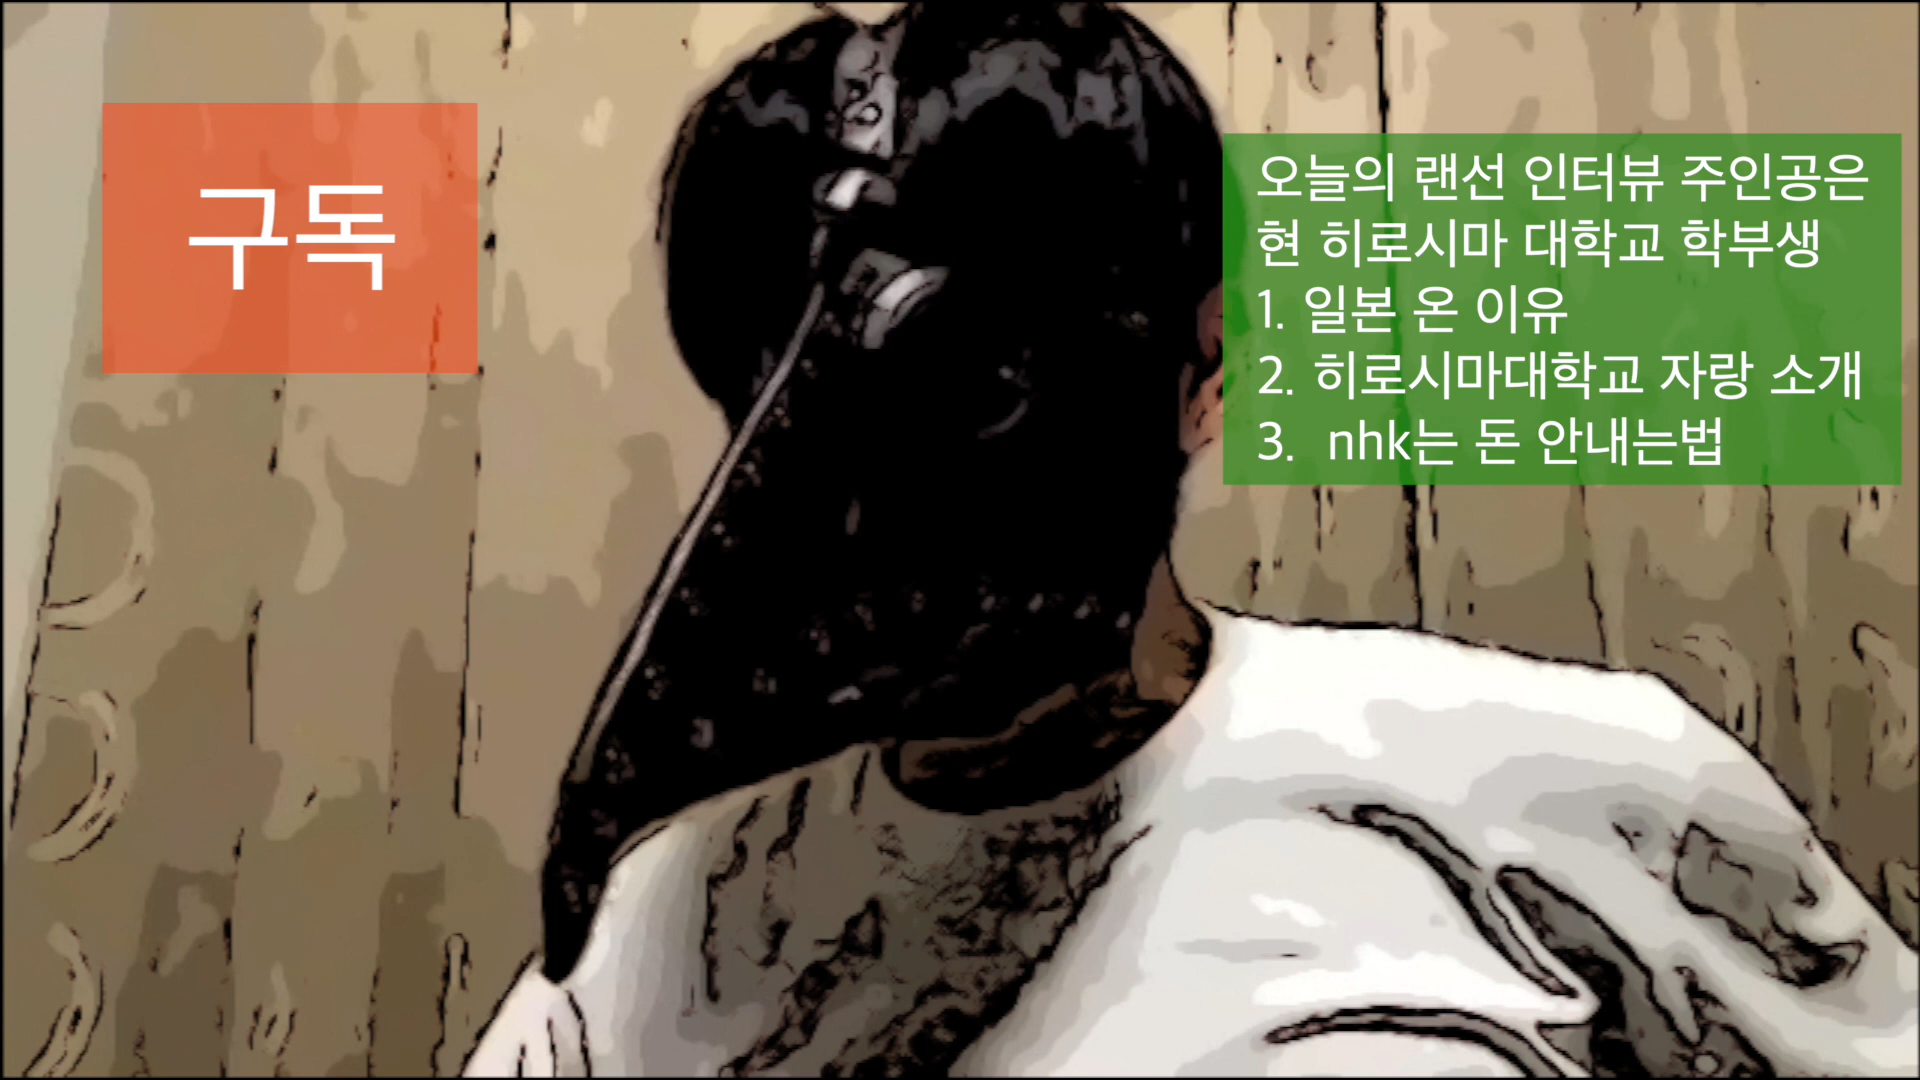 구독
오늘의 랜선 인터뷰 주인공은
현 히로시마 대학교 학부생
1. 일본 온 이유
2. 히로시마대학교 자랑 소개
3. nhk는 돈 안내는법